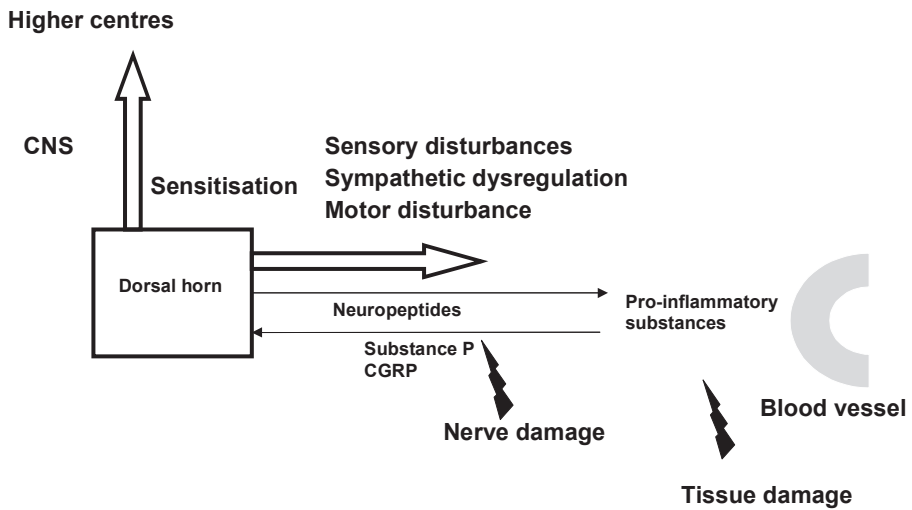 Higher centres
CNS
Sensitisation
Sensory disturbances
Sympathetic dysregulation
Motor disturbance
Dorsal horn
Neuropeptides
Pro-inflammatory
substances
Substance P
CGRP
Nerve damage
Blood vessel
Tissue damage